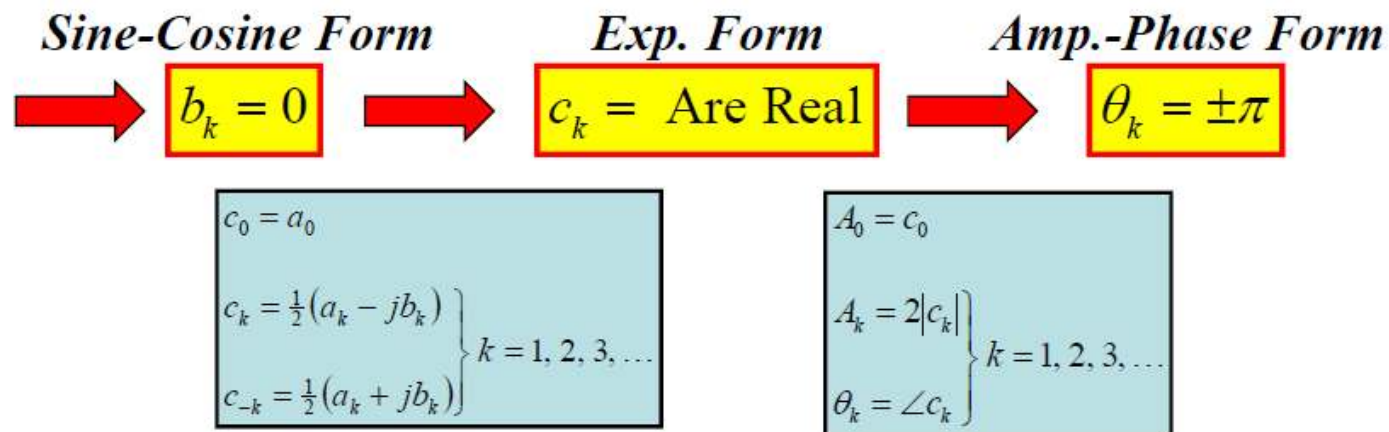 Sine-Cosine Form Exp. Form Amp.-Phase Form
b_k = 0 c_k = Are Real θ_k = ±π
c_0 = a_0
c_k = ½(a_k − jb_k)
c_{−k} = ½(a_k + jb_k)
} k = 1, 2, 3, …
A_0 = c_0
A_k = 2|c_k|
θ_k = ∠c_k
} k = 1, 2, 3, …